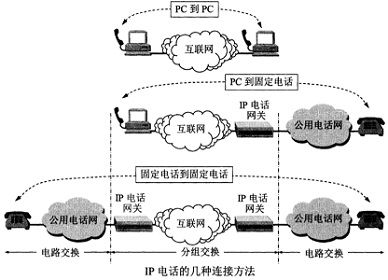 PC 到 PC
互联网
PC 到固定电话
IP 电话
网关
互联网
公用电话网
固定电话到固定电话
IP 电话
网关
IP 电话
网关
公用电话网
互联网
公用电话网
电路交换
分组交换
电路交换
IP 电话的几种连接方法